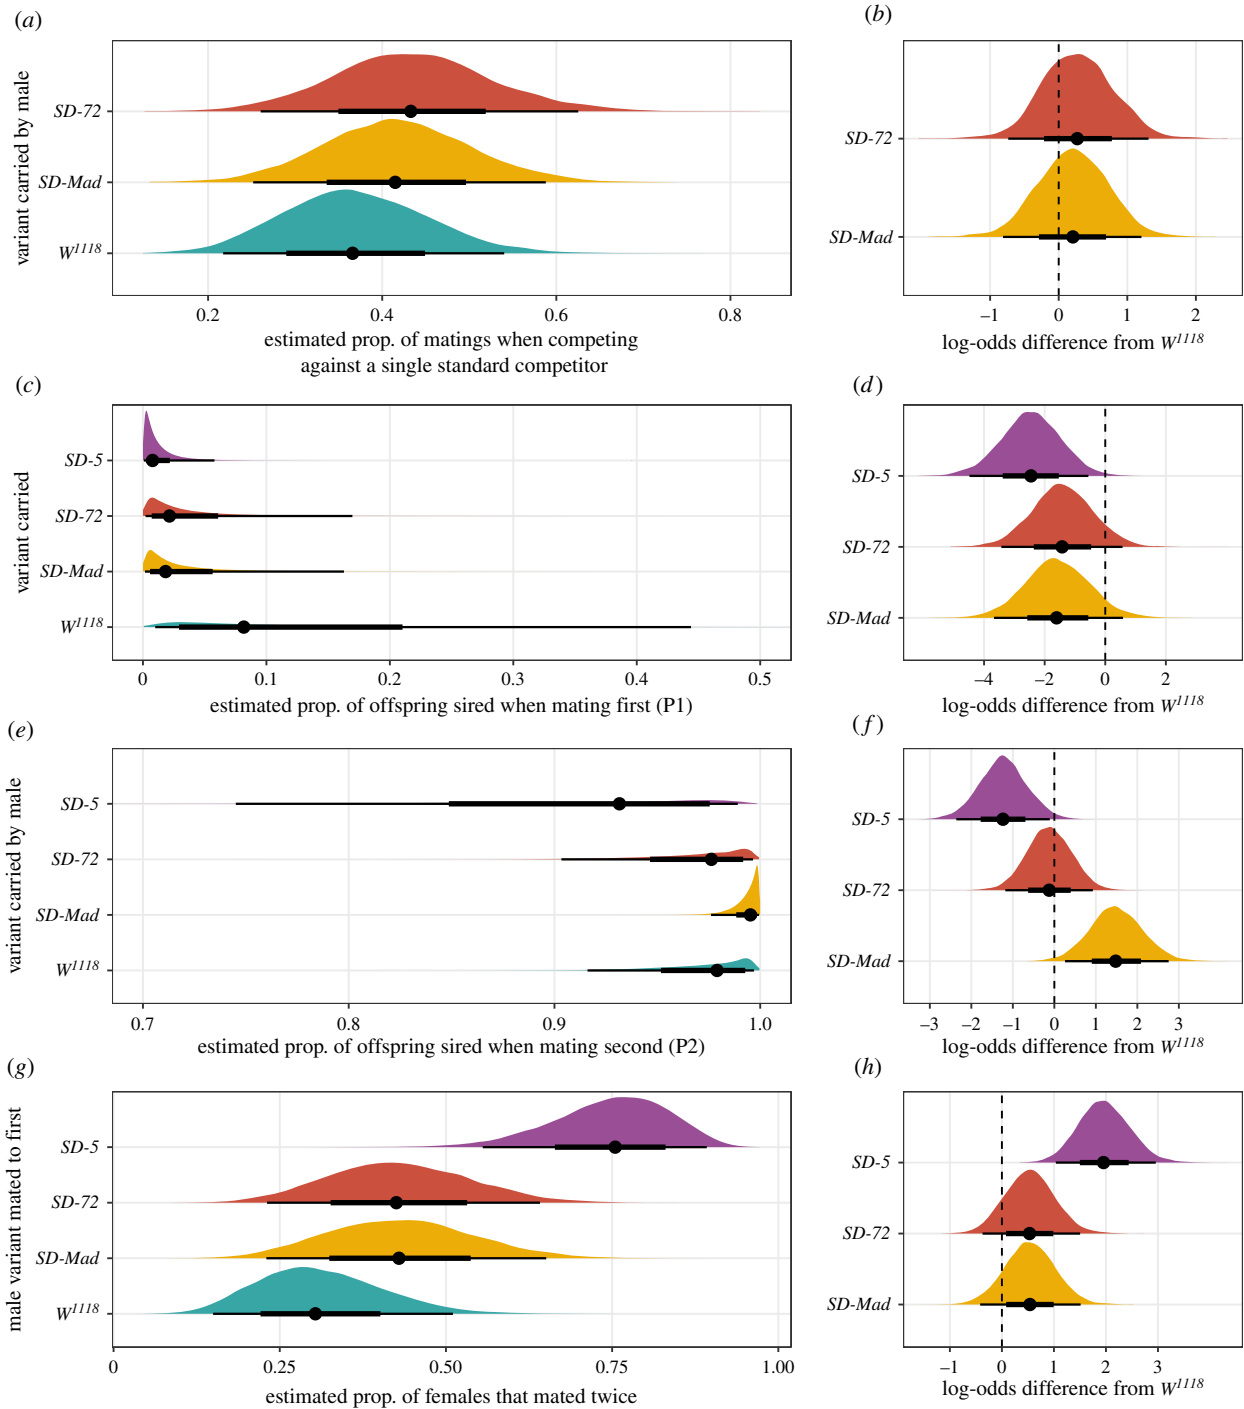 (a)
variant carried by male
SD-72
SD-Mad
W1118
0.2 0.4 0.6 0.8
estimated prop. of matings when competing
against a single standard competitor
(b)
SD-72
SD-Mad
–1 0 1 2
log-odds difference from W1118
(c)
variant carried
SD-5
SD-72
SD-Mad
W1118
0 0.1 0.2 0.3 0.4 0.5
estimated prop. of offspring sired when mating first (P1)
(d)
SD-5
SD-72
SD-Mad
–4 –2 0 2
log-odds difference from W1118
(e)
variant carried by male
SD-5
SD-72
SD-Mad
W1118
0.7 0.8 0.9 1.0
estimated prop. of offspring sired when mating second (P2)
(f)
SD-5
SD-72
SD-Mad
–3 –2 –1 0 1 2 3
log-odds difference from W1118
(g)
male variant mated to first
SD-5
SD-72
SD-Mad
W1118
0 0.25 0.50 0.75 1.00
estimated prop. of females that mated twice
(h)
SD-5
SD-72
SD-Mad
–1 0 1 2 3
log-odds difference from W1118